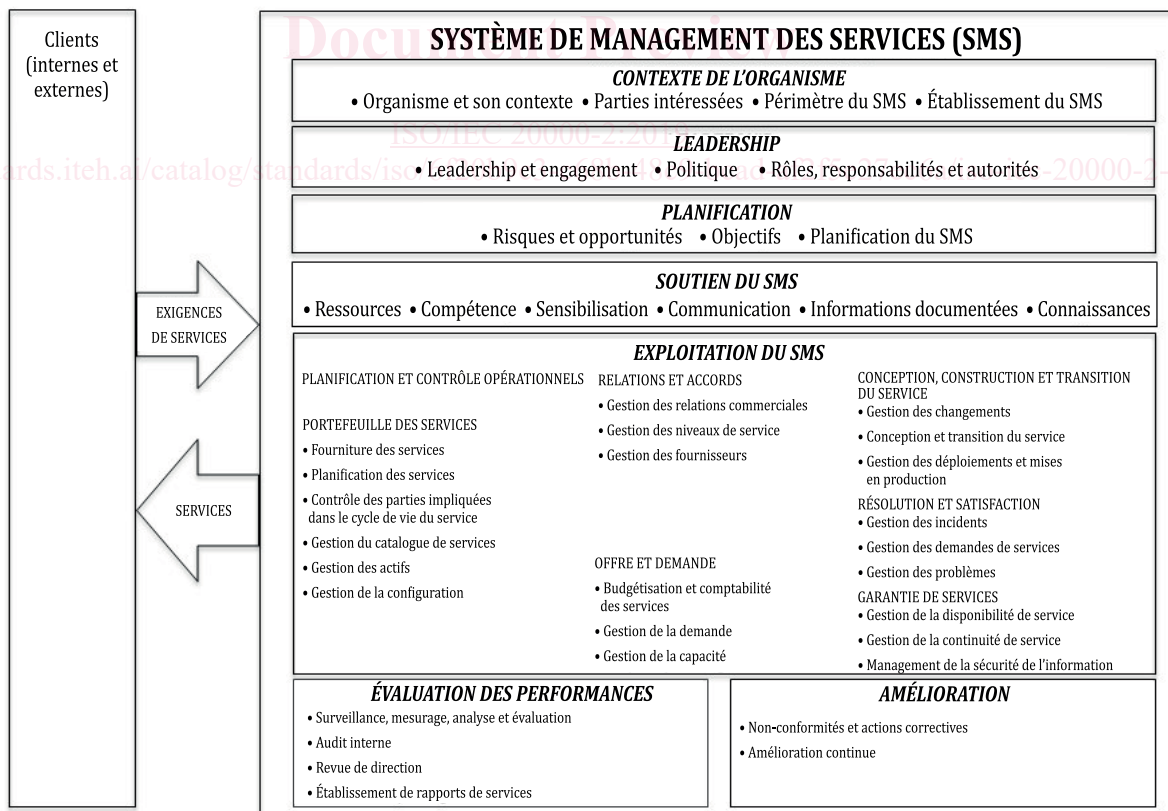 Document Preview
Clients
(internes et
externes)
SYSTÈME DE MANAGEMENT DES SERVICES (SMS)
CONTEXTE DE L'ORGANISME
• Organisme et son contexte • Parties intéressées • Périmètre du SMS • Établissement du SMS
ISO/IEC 20000-2:2019
LEADERSHIP
• Leadership et engagement • Politique • Rôles, responsabilités et autorités
PLANIFICATION
• Risques et opportunités • Objectifs • Planification du SMS
SOUTIEN DU SMS
• Ressources • Compétence • Sensibilisation • Communication • Informations documentées • Connaissances
EXIGENCES
DE SERVICES
SERVICES
EXPLOITATION DU SMS
PLANIFICATION ET CONTRÔLE OPÉRATIONNELS
PORTEFEUILLE DES SERVICES
• Fourniture des services
• Planification des services
• Contrôle des parties impliquées
dans le cycle de vie du service
• Gestion du catalogue de services
• Gestion des actifs
• Gestion de la configuration
RELATIONS ET ACCORDS
• Gestion des relations commerciales
• Gestion des niveaux de service
• Gestion des fournisseurs
OFFRE ET DEMANDE
• Budgétisation et comptabilité
des services
• Gestion de la demande
• Gestion de la capacité
CONCEPTION, CONSTRUCTION ET TRANSITION
DU SERVICE
• Gestion des changements
• Conception et transition du service
• Gestion des déploiements et mises
en production
RÉSOLUTION ET SATISFACTION
• Gestion des incidents
• Gestion des demandes de services
• Gestion des problèmes
GARANTIE DE SERVICES
• Gestion de la disponibilité de service
• Gestion de la continuité de service
• Management de la sécurité de l'information
ÉVALUATION DES PERFORMANCES
• Surveillance, mesurage, analyse et évaluation
• Audit interne
• Revue de direction
• Établissement de rapports de services
AMÉLIORATION
• Non-conformités et actions correctives
• Amélioration continue